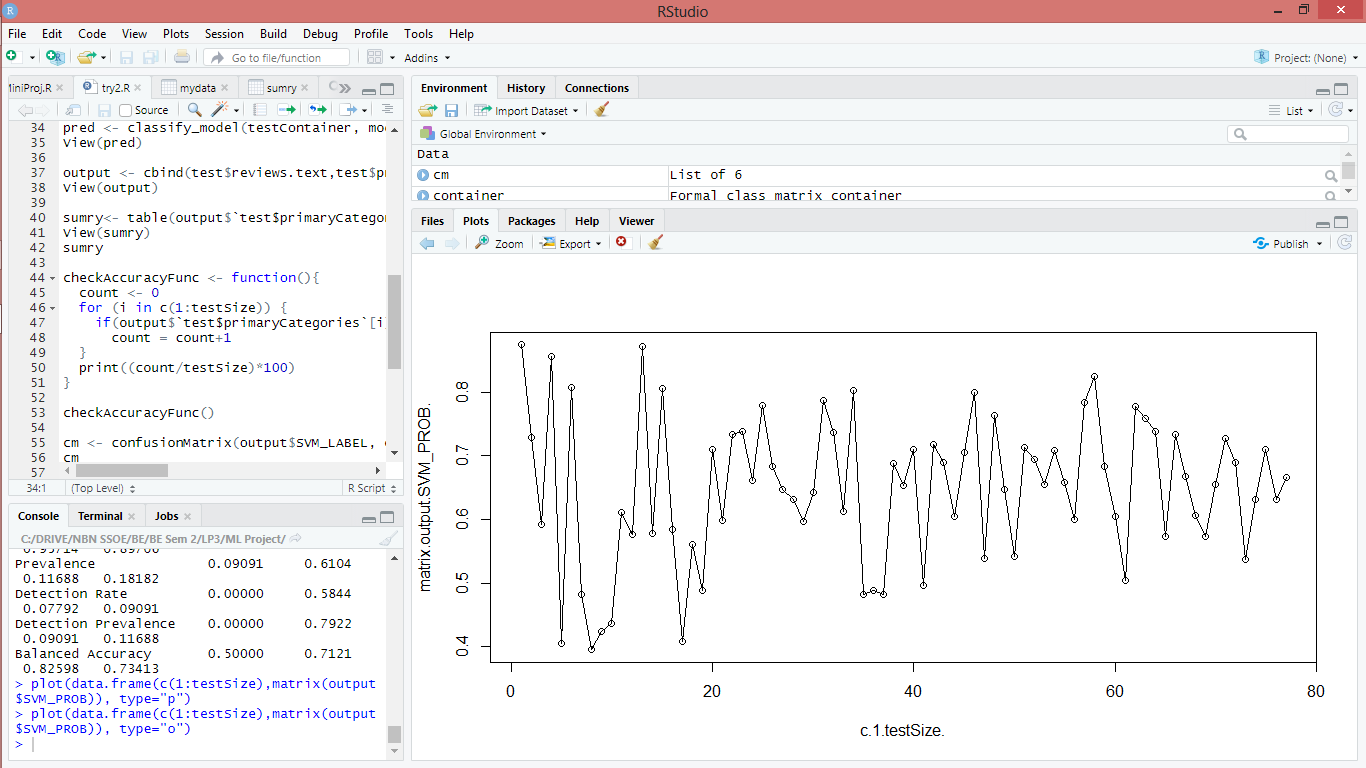 RStudio
File Edit Code View Plots Session Build Debug Profile Tools Help
Go to file/function Addins Project: (None)
MiniProj.R try2.R mydata sumry
Source
34 pred <- classify_model(testContainer, mo
35 View(pred)
36
37 output <- cbind(test$reviews.text,test$p
38 View(output)
39
40 sumry<- table(output$`test$primaryCatego
41 View(sumry)
42 sumry
43
44 checkAccuracyFunc <- function(){
45 count <- 0
46 for (i in c(1:testSize)) {
47 if(output$`test$primaryCategories`[i
48 count = count+1
49 }
50 print((count/testSize)*100)
51 }
52
53 checkAccuracyFunc()
54
55 cm <- confusionMatrix(output$SVM_LABEL,
56 cm
57
34:1 (Top Level) R Script
Console Terminal Jobs
C:/DRIVE/NBN SSOE/BE/BE Sem 2/LP3/ML Project/
Prevalence 0.09091 0.6104
0.11688 0.18182
Detection Rate 0.00000 0.5844
0.07792 0.09091
Detection Prevalence 0.00000 0.7922
0.09091 0.11688
Balanced Accuracy 0.50000 0.7121
0.82598 0.73413
> plot(data.frame(c(1:testSize),matrix(output
$SVM_PROB)), type="p")
> plot(data.frame(c(1:testSize),matrix(output
$SVM_PROB)), type="o")
>
Environment History Connections
Import Dataset List
Global Environment
Data
cm List of 6
container Formal class matrix container
Files Plots Packages Help Viewer
Zoom Export Publish
matrix.output.SVM_PROB.
0.8
0.7
0.6
0.5
0.4
0 20 40 60 80
c.1.testSize.